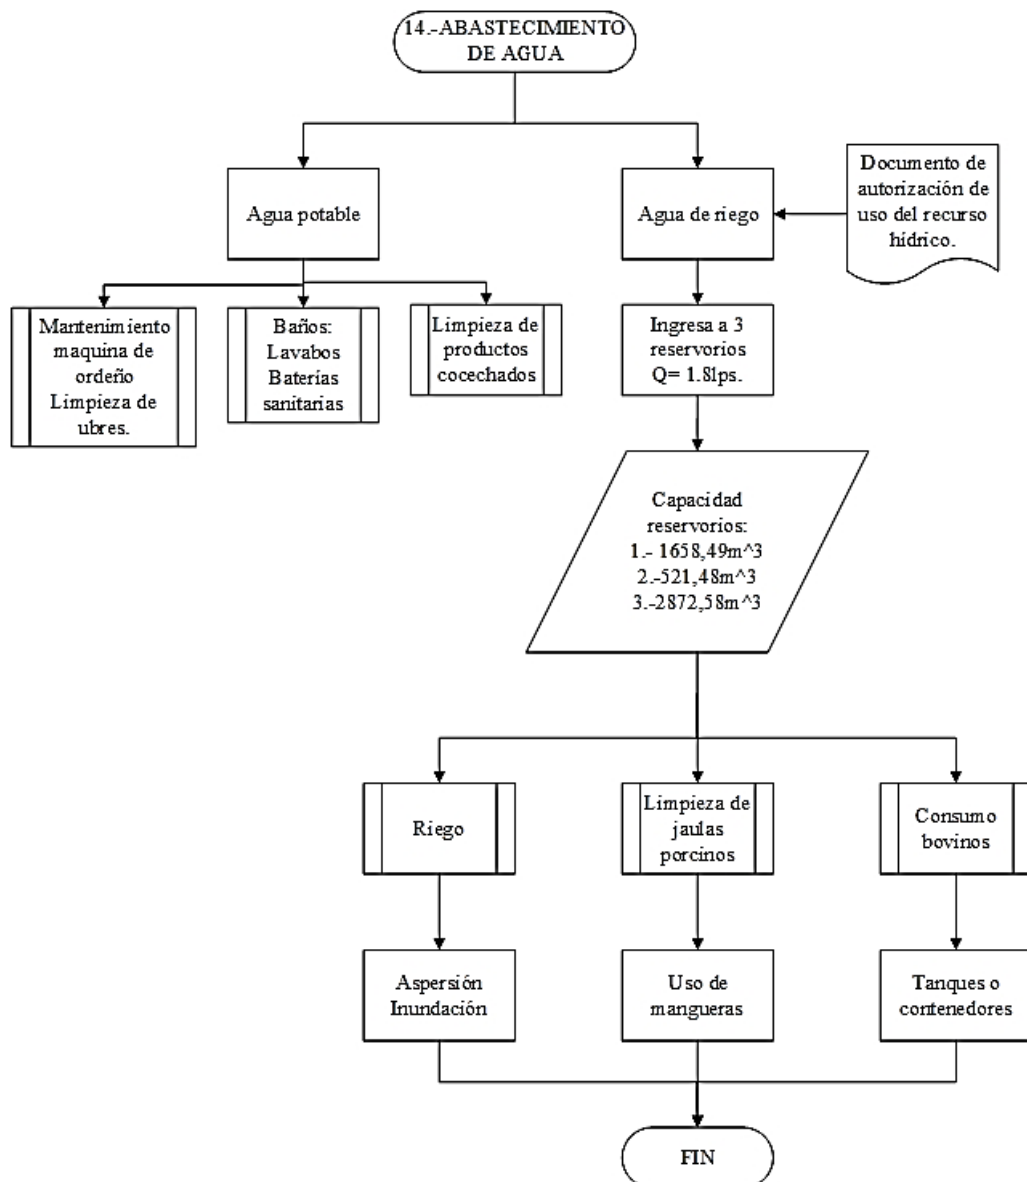 14.-ABASTECIMIENTO
DE AGUA
Agua potable
Agua de riego
Documento de
autorización de
uso del recurso
hídrico.
Mantenimiento
maquina de
ordeño
Limpieza de
ubres.
Baños:
Lavabos
Baterías
sanitarias
Limpieza de
productos
cocechados
Ingresa a 3
reservorios
Q= 1.8lps.
Capacidad
reservorios:
1.- 1658,49m^3
2.-521,48m^3
3.-2872,58m^3
Riego
Limpieza de
jaulas
porcinos
Consumo
bovinos
Aspersión
Inundación
Uso de
mangueras
Tanques o
contenedores
FIN